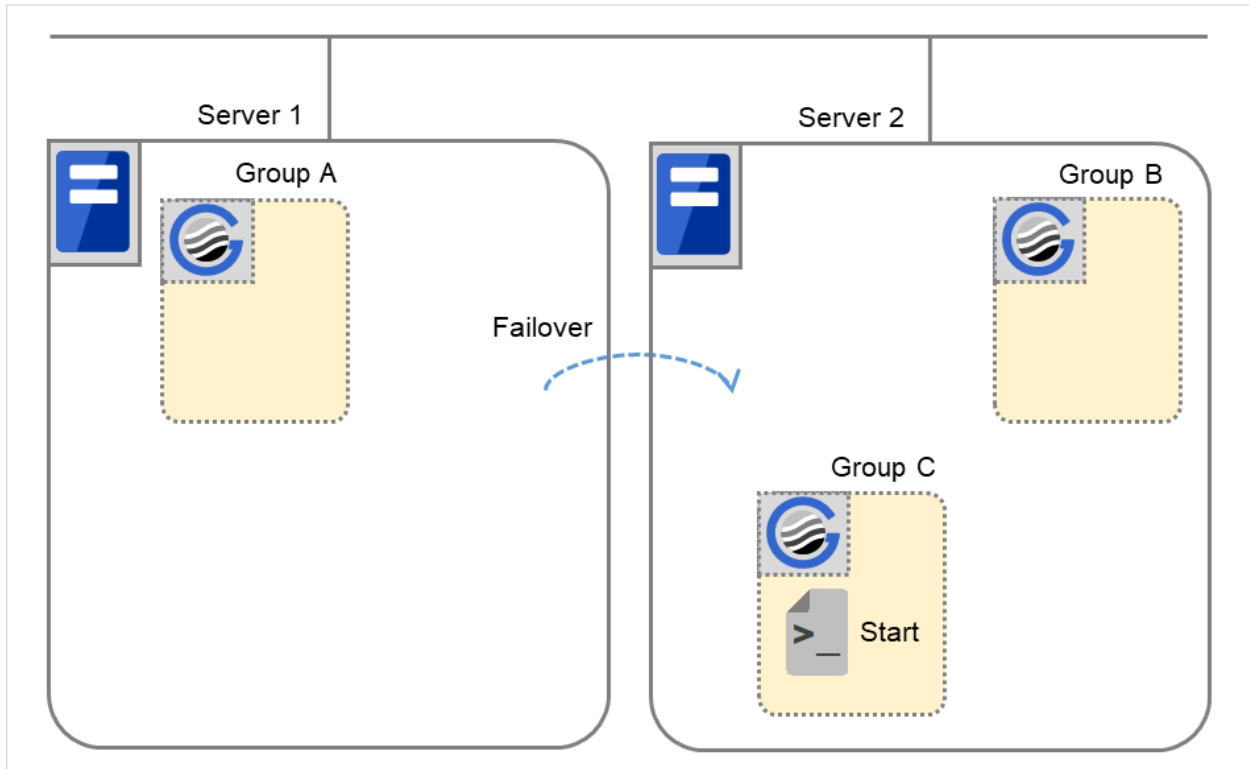 Server 1
Server 2
Group A
Group B
Failover
Group C
>_ Start